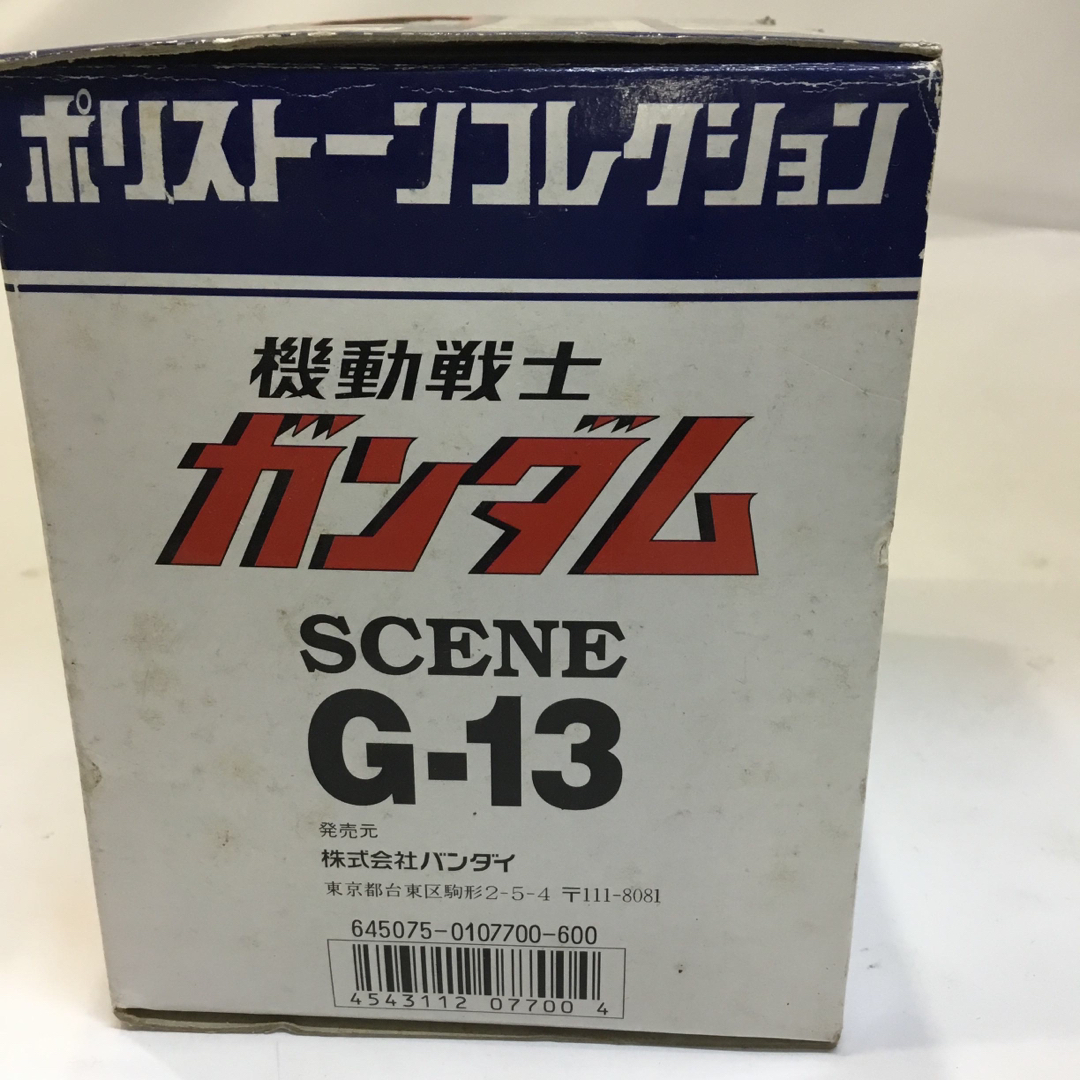 ポリストーンコレクション
機動戦士
ガンダム
SCENE
G-13
発売元
株式会社バンダイ
東京都台東区駒形2-5-4 〒111-8081
645075-0107700-600
4543112 07700 4